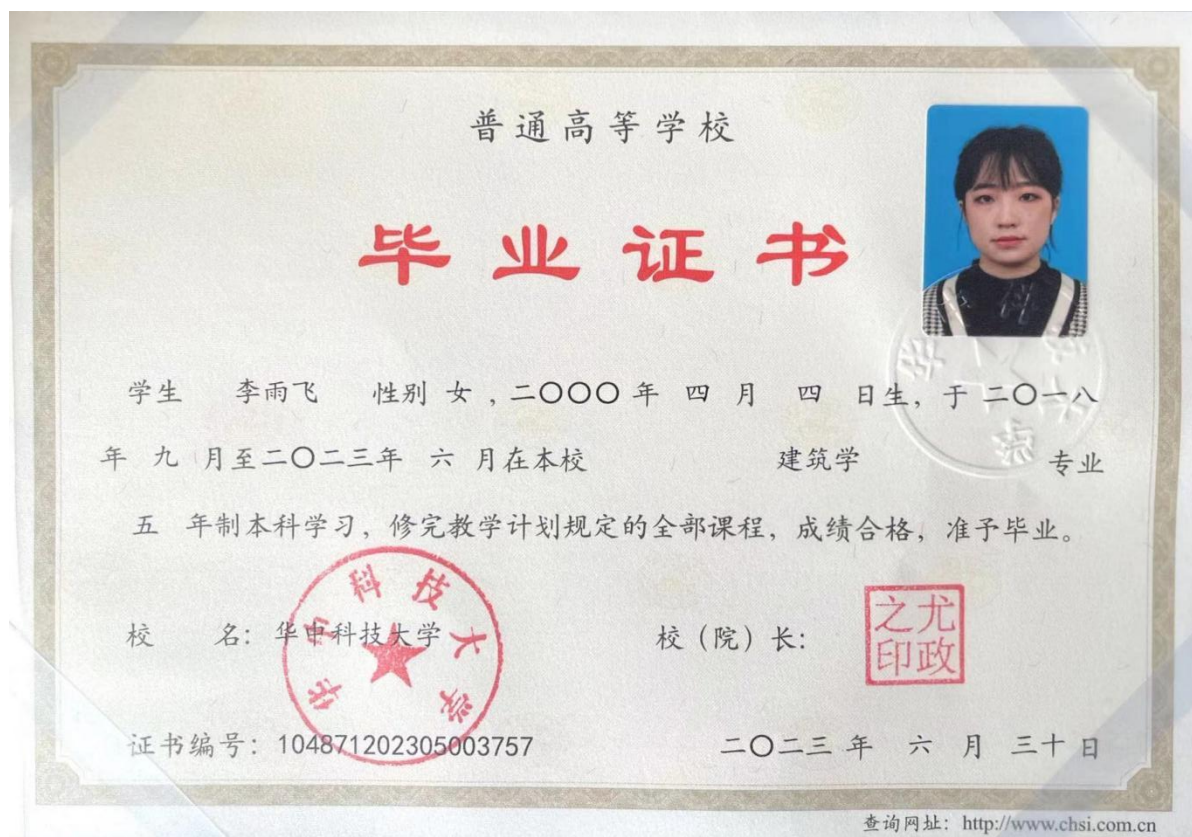 普通高等学校
毕业证书
学生 李雨飞 性别 女 ，二〇〇〇 年 四 月 四 日生，于 二〇一八
年 九 月至二〇二三年 六 月在本校 建筑学 专业
五 年制本科学习，修完教学计划规定的全部课程，成绩合格，准予毕业。
校 名：华中科技大学 校（院）长：
华中科技大学
尤政之印
证书编号：104871202305003757 二〇二三 年 六 月 三十 日
查询网址：http://www.chsi.com.cn